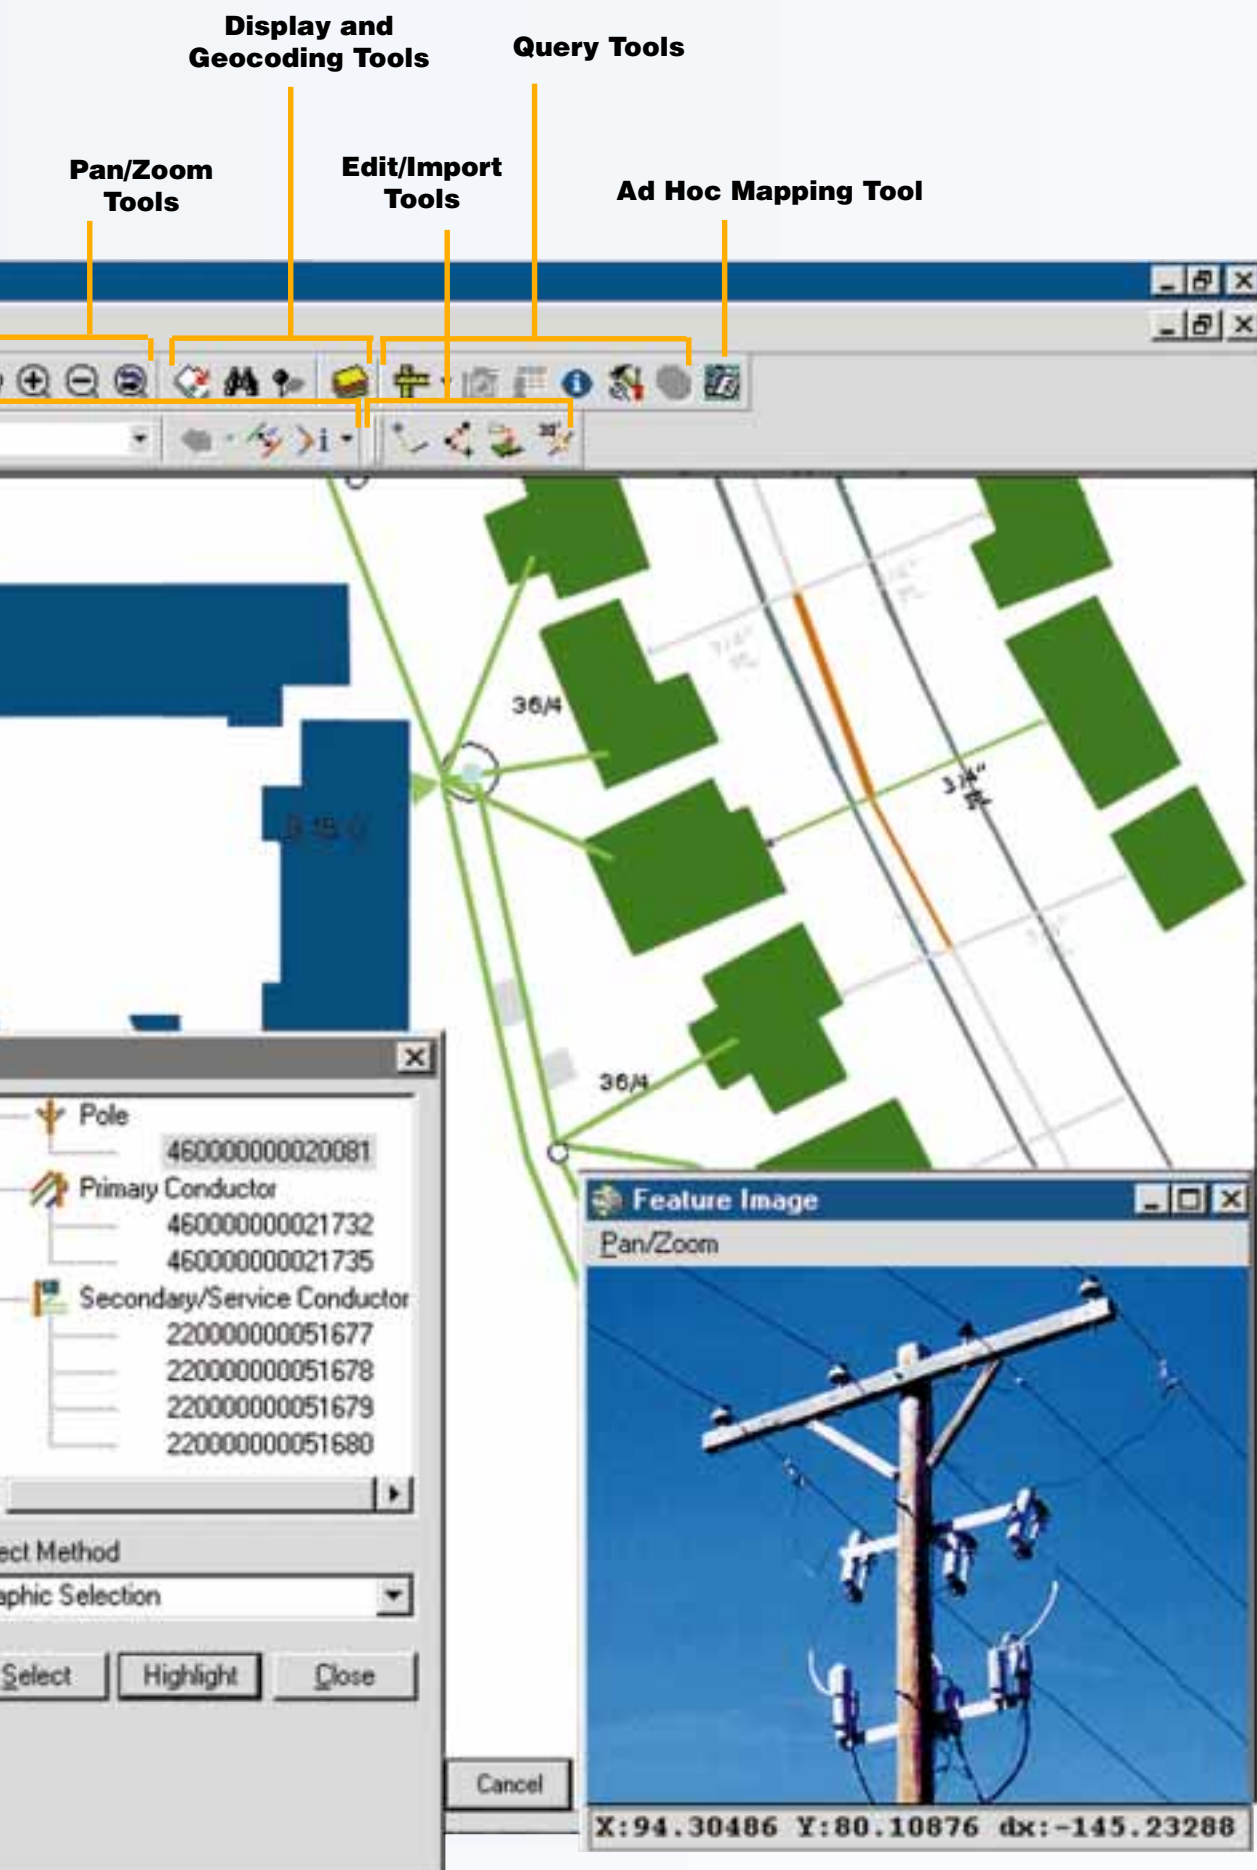 Display and
Geocoding Tools
Query Tools
Pan/Zoom
Tools
Edit/Import
Tools
Ad Hoc Mapping Tool
36/4
3/4"
36/4
Pole
460000000020081
Primary Conductor
460000000021732
460000000021735
Secondary/Service Conductor
220000000051677
220000000051678
220000000051679
220000000051680
ect Method
aphic Selection
Select
Highlight
Close
Cancel
Feature Image
Pan/Zoom
X:94.30486 Y:80.10876 dx:-145.23288